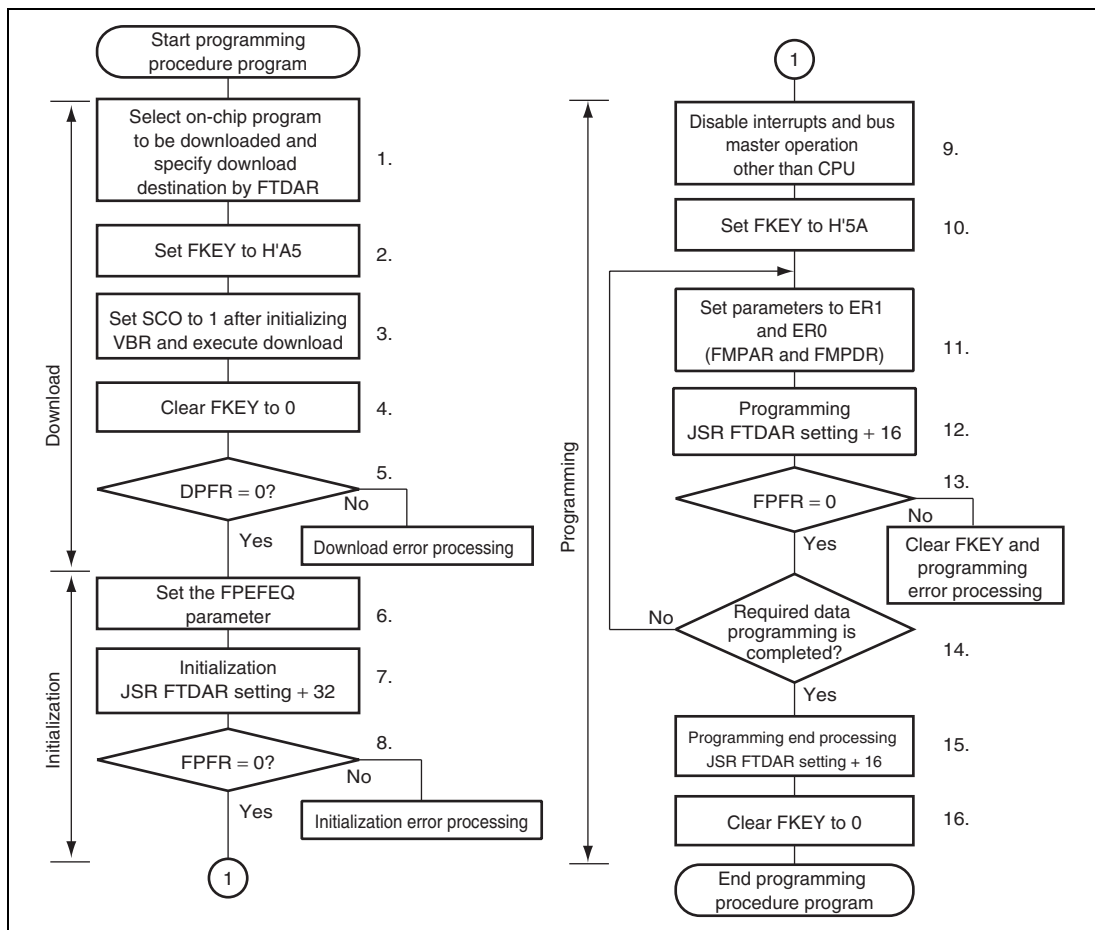 Start programming
procedure program
Download
Select on-chip program
to be downloaded and
specify download
destination by FTDAR
1.
Set FKEY to H'A5
2.
Set SCO to 1 after initializing
VBR and execute download
3.
Clear FKEY to 0
4.
5.
DPFR = 0?
No
Yes
Download error processing
Initialization
Set the FPEFEQ
parameter
6.
Initialization
JSR FTDAR setting + 32
7.
8.
FPFR = 0?
No
Yes
Initialization error processing
1
1
Programming
Disable interrupts and bus
master operation
other than CPU
9.
Set FKEY to H'5A
10.
Set parameters to ER1
and ER0
(FMPAR and FMPDR)
11.
Programming
JSR FTDAR setting + 16
12.
13.
FPFR = 0
No
Yes
Clear FKEY and
programming
error processing
No
Required data
programming is
completed?
14.
Yes
Programming end processing
JSR FTDAR setting + 16
15.
Clear FKEY to 0
16.
End programming
procedure program